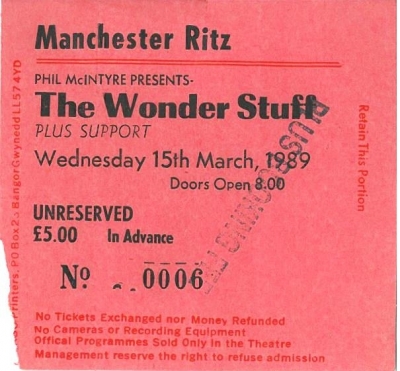 Manchester Ritz
PHIL McINTYRE PRESENTS-
The Wonder Stuff
PLUS SUPPORT
Wednesday 15th March, 1989
Doors Open 8.00
UNRESERVED
£5.00 In Advance
Nº 0006
No Tickets Exchanged nor Money Refunded
No Cameras or Recording Equipment
Offical Programmes Sold Only in the Theatre
Management reserve the right to refuse admission
Retain This Portion
PLUS BOOKING FEE
Printers, PO Box 2 Bangor Gwynedd LL57 4YD